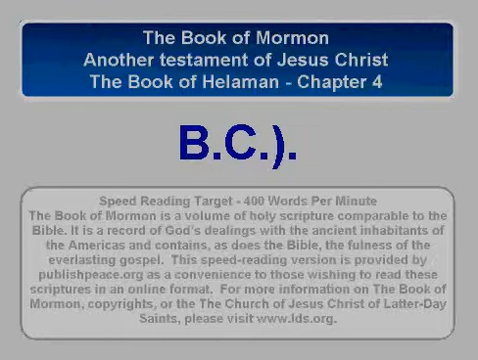 The Book of Mormon
Another testament of Jesus Christ
The Book of Helaman - Chapter 4
B.C.).
Speed Reading Target - 400 Words Per Minute
The Book of Mormon is a volume of holy scripture comparable to the
Bible. It is a record of God's dealings with the ancient inhabitants of
the Americas and contains, as does the Bible, the fulness of the
everlasting gospel. This speed-reading version is provided by
publishpeace.org as a convenience to those wishing to read these
scriptures in an online format. For more information on The Book of
Mormon, copyrights, or the The Church of Jesus Christ of Latter-Day
Saints, please visit www.lds.org.